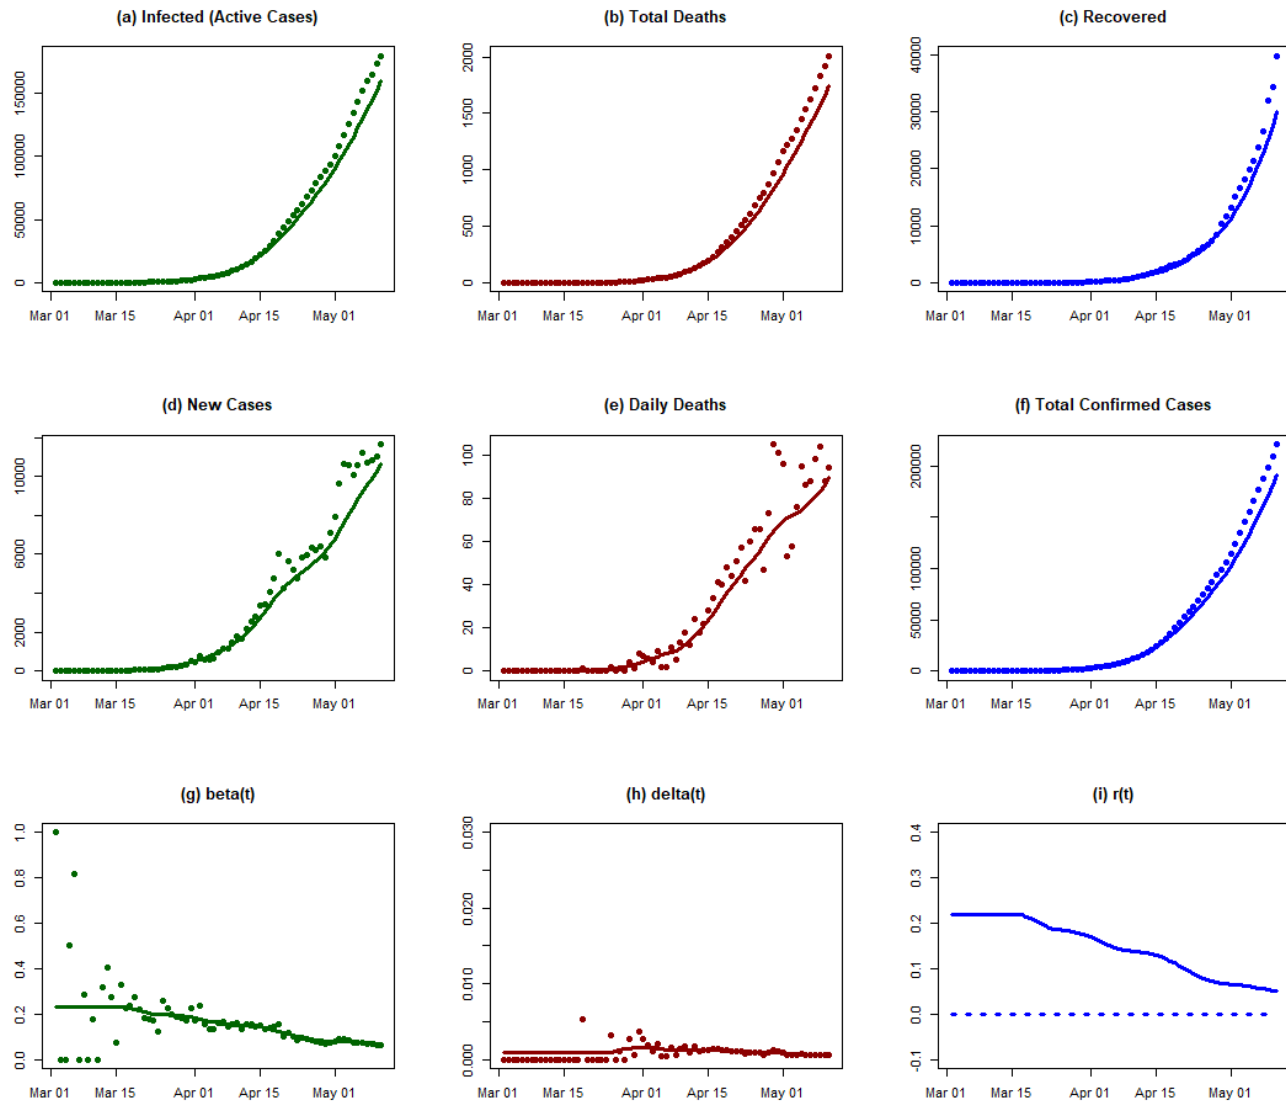 (a) Infected (Active Cases)
0 50000 100000 150000
Mar 01 Mar 15 Apr 01 Apr 15 May 01
(b) Total Deaths
0 500 1000 1500 2000
Mar 01 Mar 15 Apr 01 Apr 15 May 01
(c) Recovered
0 10000 20000 30000 40000
Mar 01 Mar 15 Apr 01 Apr 15 May 01
(d) New Cases
0 2000 6000 10000
Mar 01 Mar 15 Apr 01 Apr 15 May 01
(e) Daily Deaths
0 20 40 60 80 100
Mar 01 Mar 15 Apr 01 Apr 15 May 01
(f) Total Confirmed Cases
0 50000 100000 200000
Mar 01 Mar 15 Apr 01 Apr 15 May 01
(g) beta(t)
0.0 0.2 0.4 0.6 0.8 1.0
Mar 01 Mar 15 Apr 01 Apr 15 May 01
(h) delta(t)
0.000 0.010 0.020 0.030
Mar 01 Mar 15 Apr 01 Apr 15 May 01
(i) r(t)
-0.1 0.0 0.1 0.2 0.3 0.4
Mar 01 Mar 15 Apr 01 Apr 15 May 01